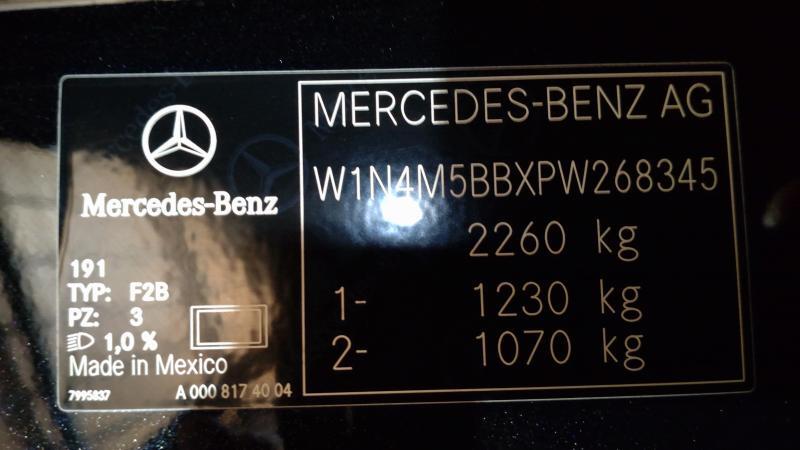 Mercedes-Benz
191
TYP: F2B
PZ: 3
1,0 %
Made in Mexico
7995837 A 000 817 40 04
MERCEDES-BENZ AG
W1N4M5BBXPW268345
2260 kg
1- 1230 kg
2- 1070 kg